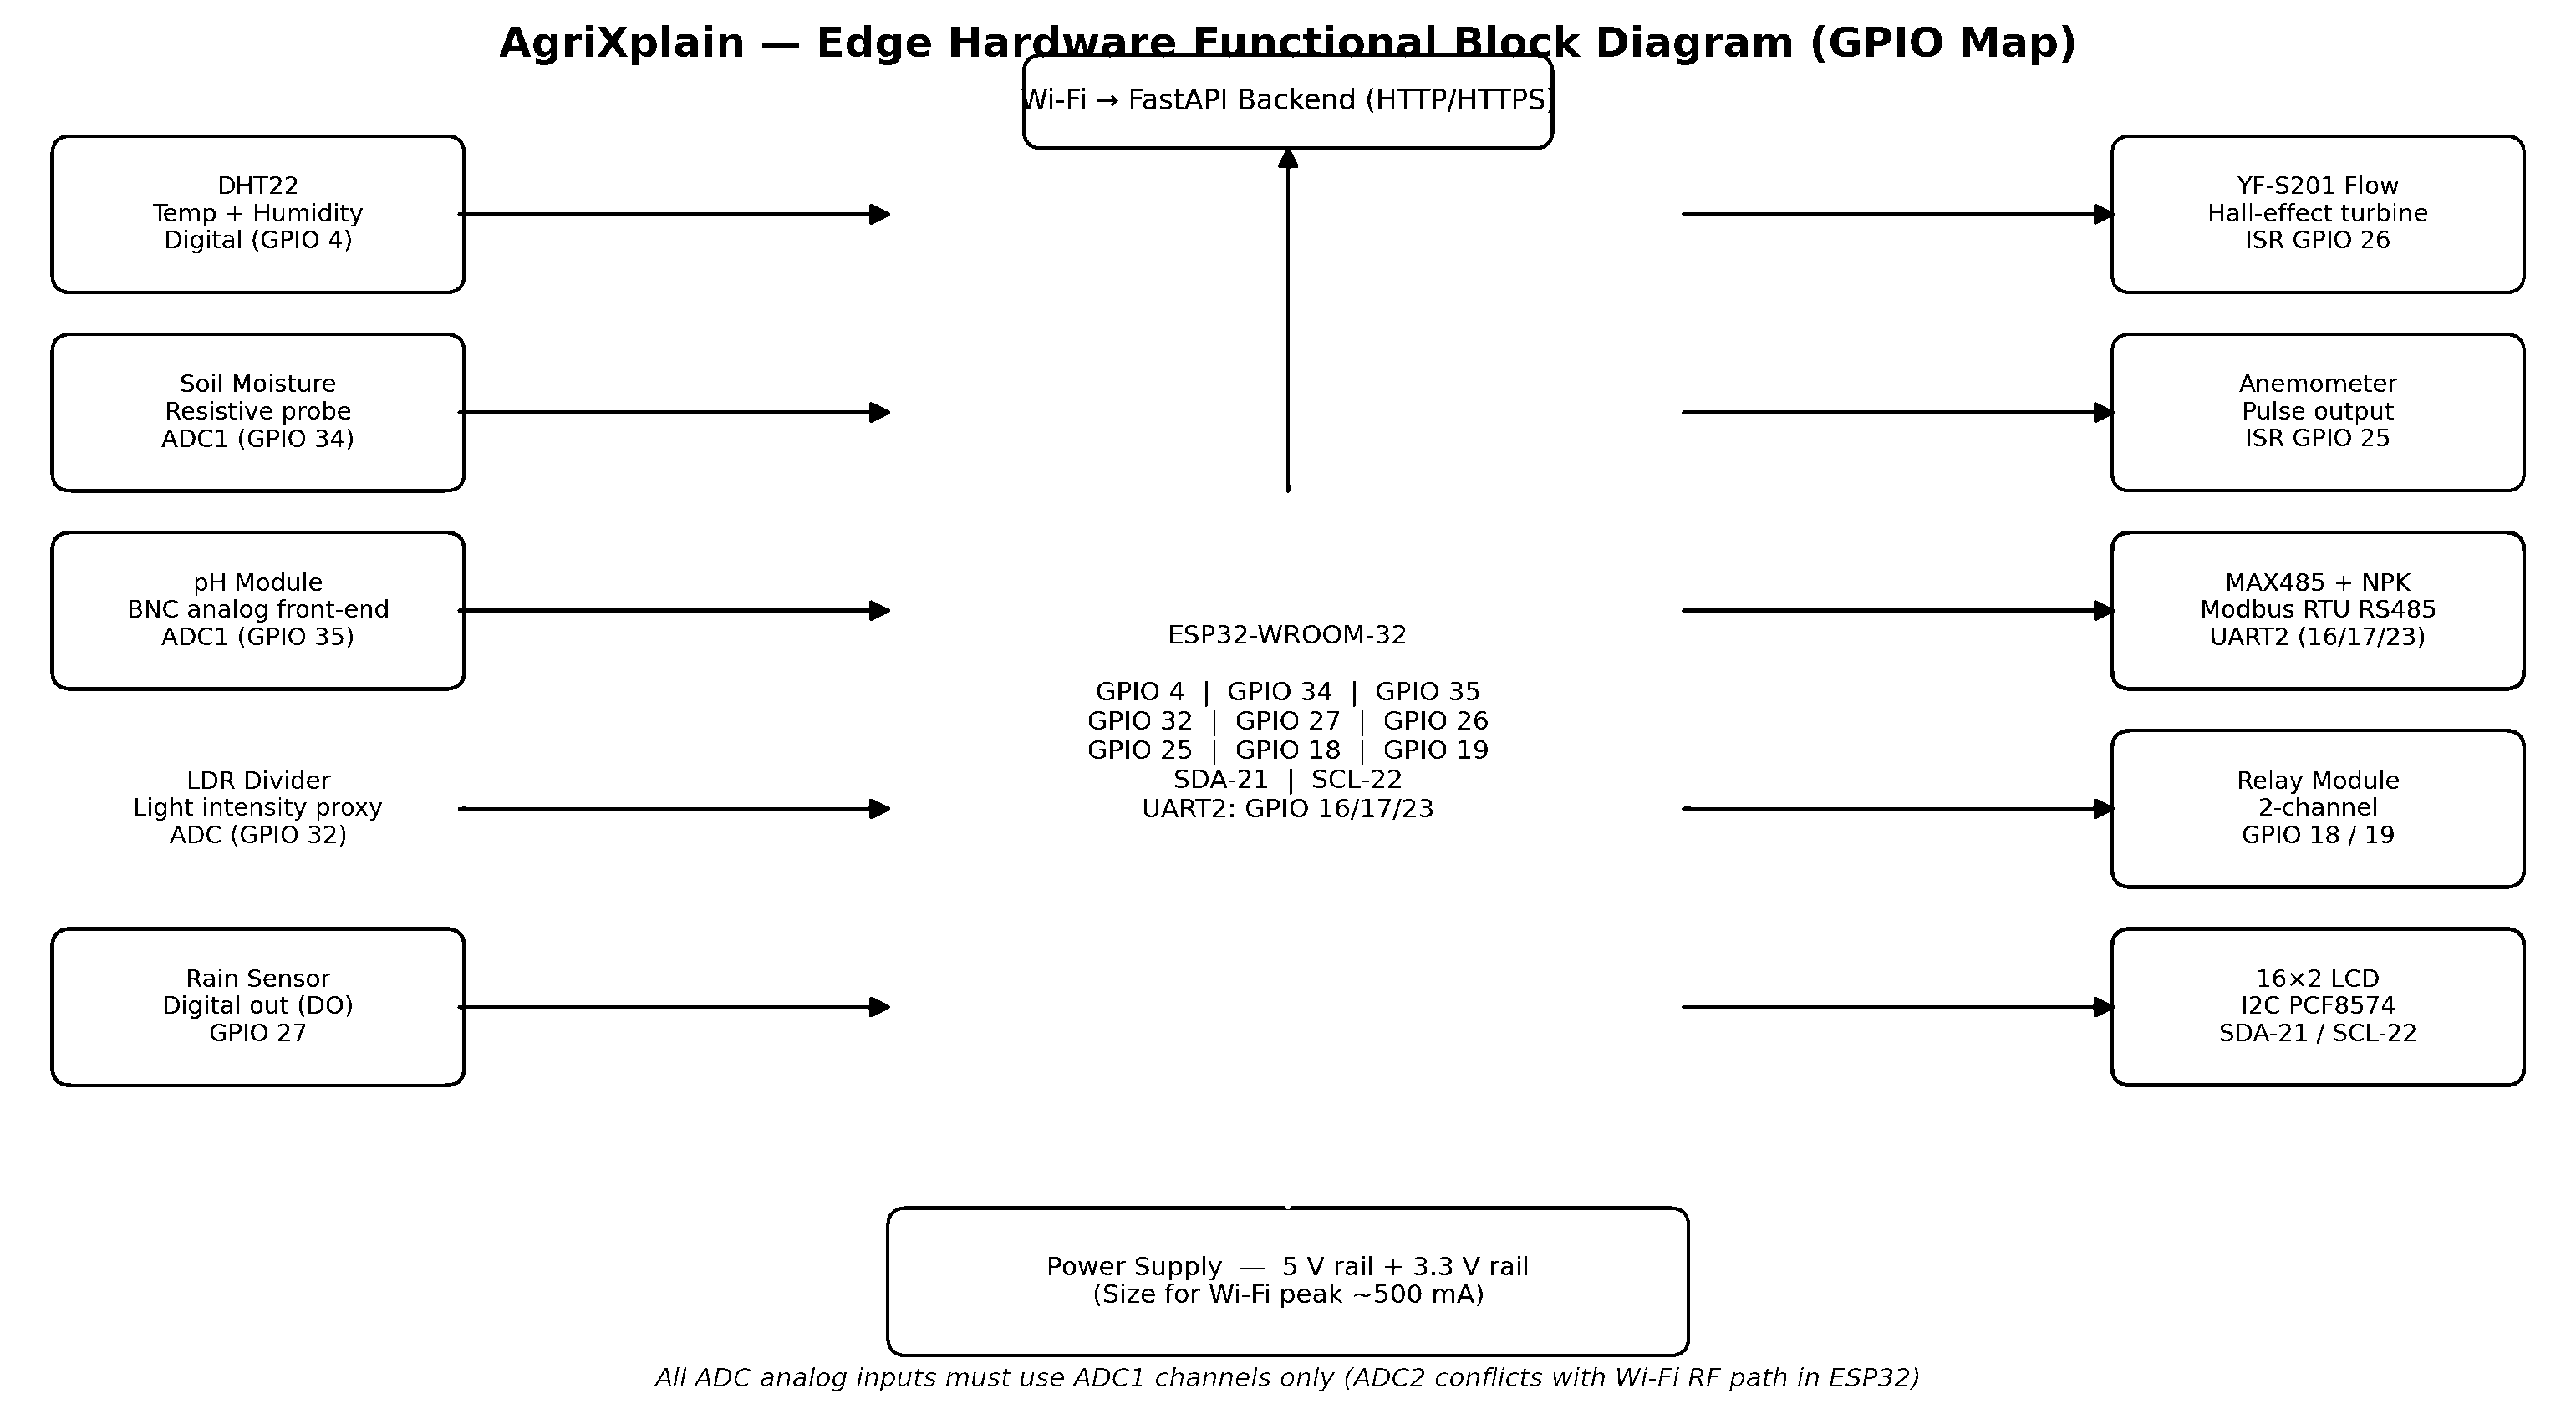 AgriXplain — Edge Hardware Functional Block Diagram (GPIO Map)
Wi-Fi → FastAPI Backend (HTTP/HTTPS)
DHT22
Temp + Humidity
Digital (GPIO 4)
Soil Moisture
Resistive probe
ADC1 (GPIO 34)
pH Module
BNC analog front-end
ADC1 (GPIO 35)
LDR Divider
Light intensity proxy
ADC (GPIO 32)
Rain Sensor
Digital out (DO)
GPIO 27
ESP32-WROOM-32
GPIO 4 | GPIO 34 | GPIO 35
GPIO 32 | GPIO 27 | GPIO 26
GPIO 25 | GPIO 18 | GPIO 19
SDA-21 | SCL-22
UART2: GPIO 16/17/23
YF-S201 Flow
Hall-effect turbine
ISR GPIO 26
Anemometer
Pulse output
ISR GPIO 25
MAX485 + NPK
Modbus RTU RS485
UART2 (16/17/23)
Relay Module
2-channel
GPIO 18 / 19
16×2 LCD
I2C PCF8574
SDA-21 / SCL-22
Power Supply — 5 V rail + 3.3 V rail
(Size for Wi-Fi peak ~500 mA)
All ADC analog inputs must use ADC1 channels only (ADC2 conflicts with Wi-Fi RF path in ESP32)